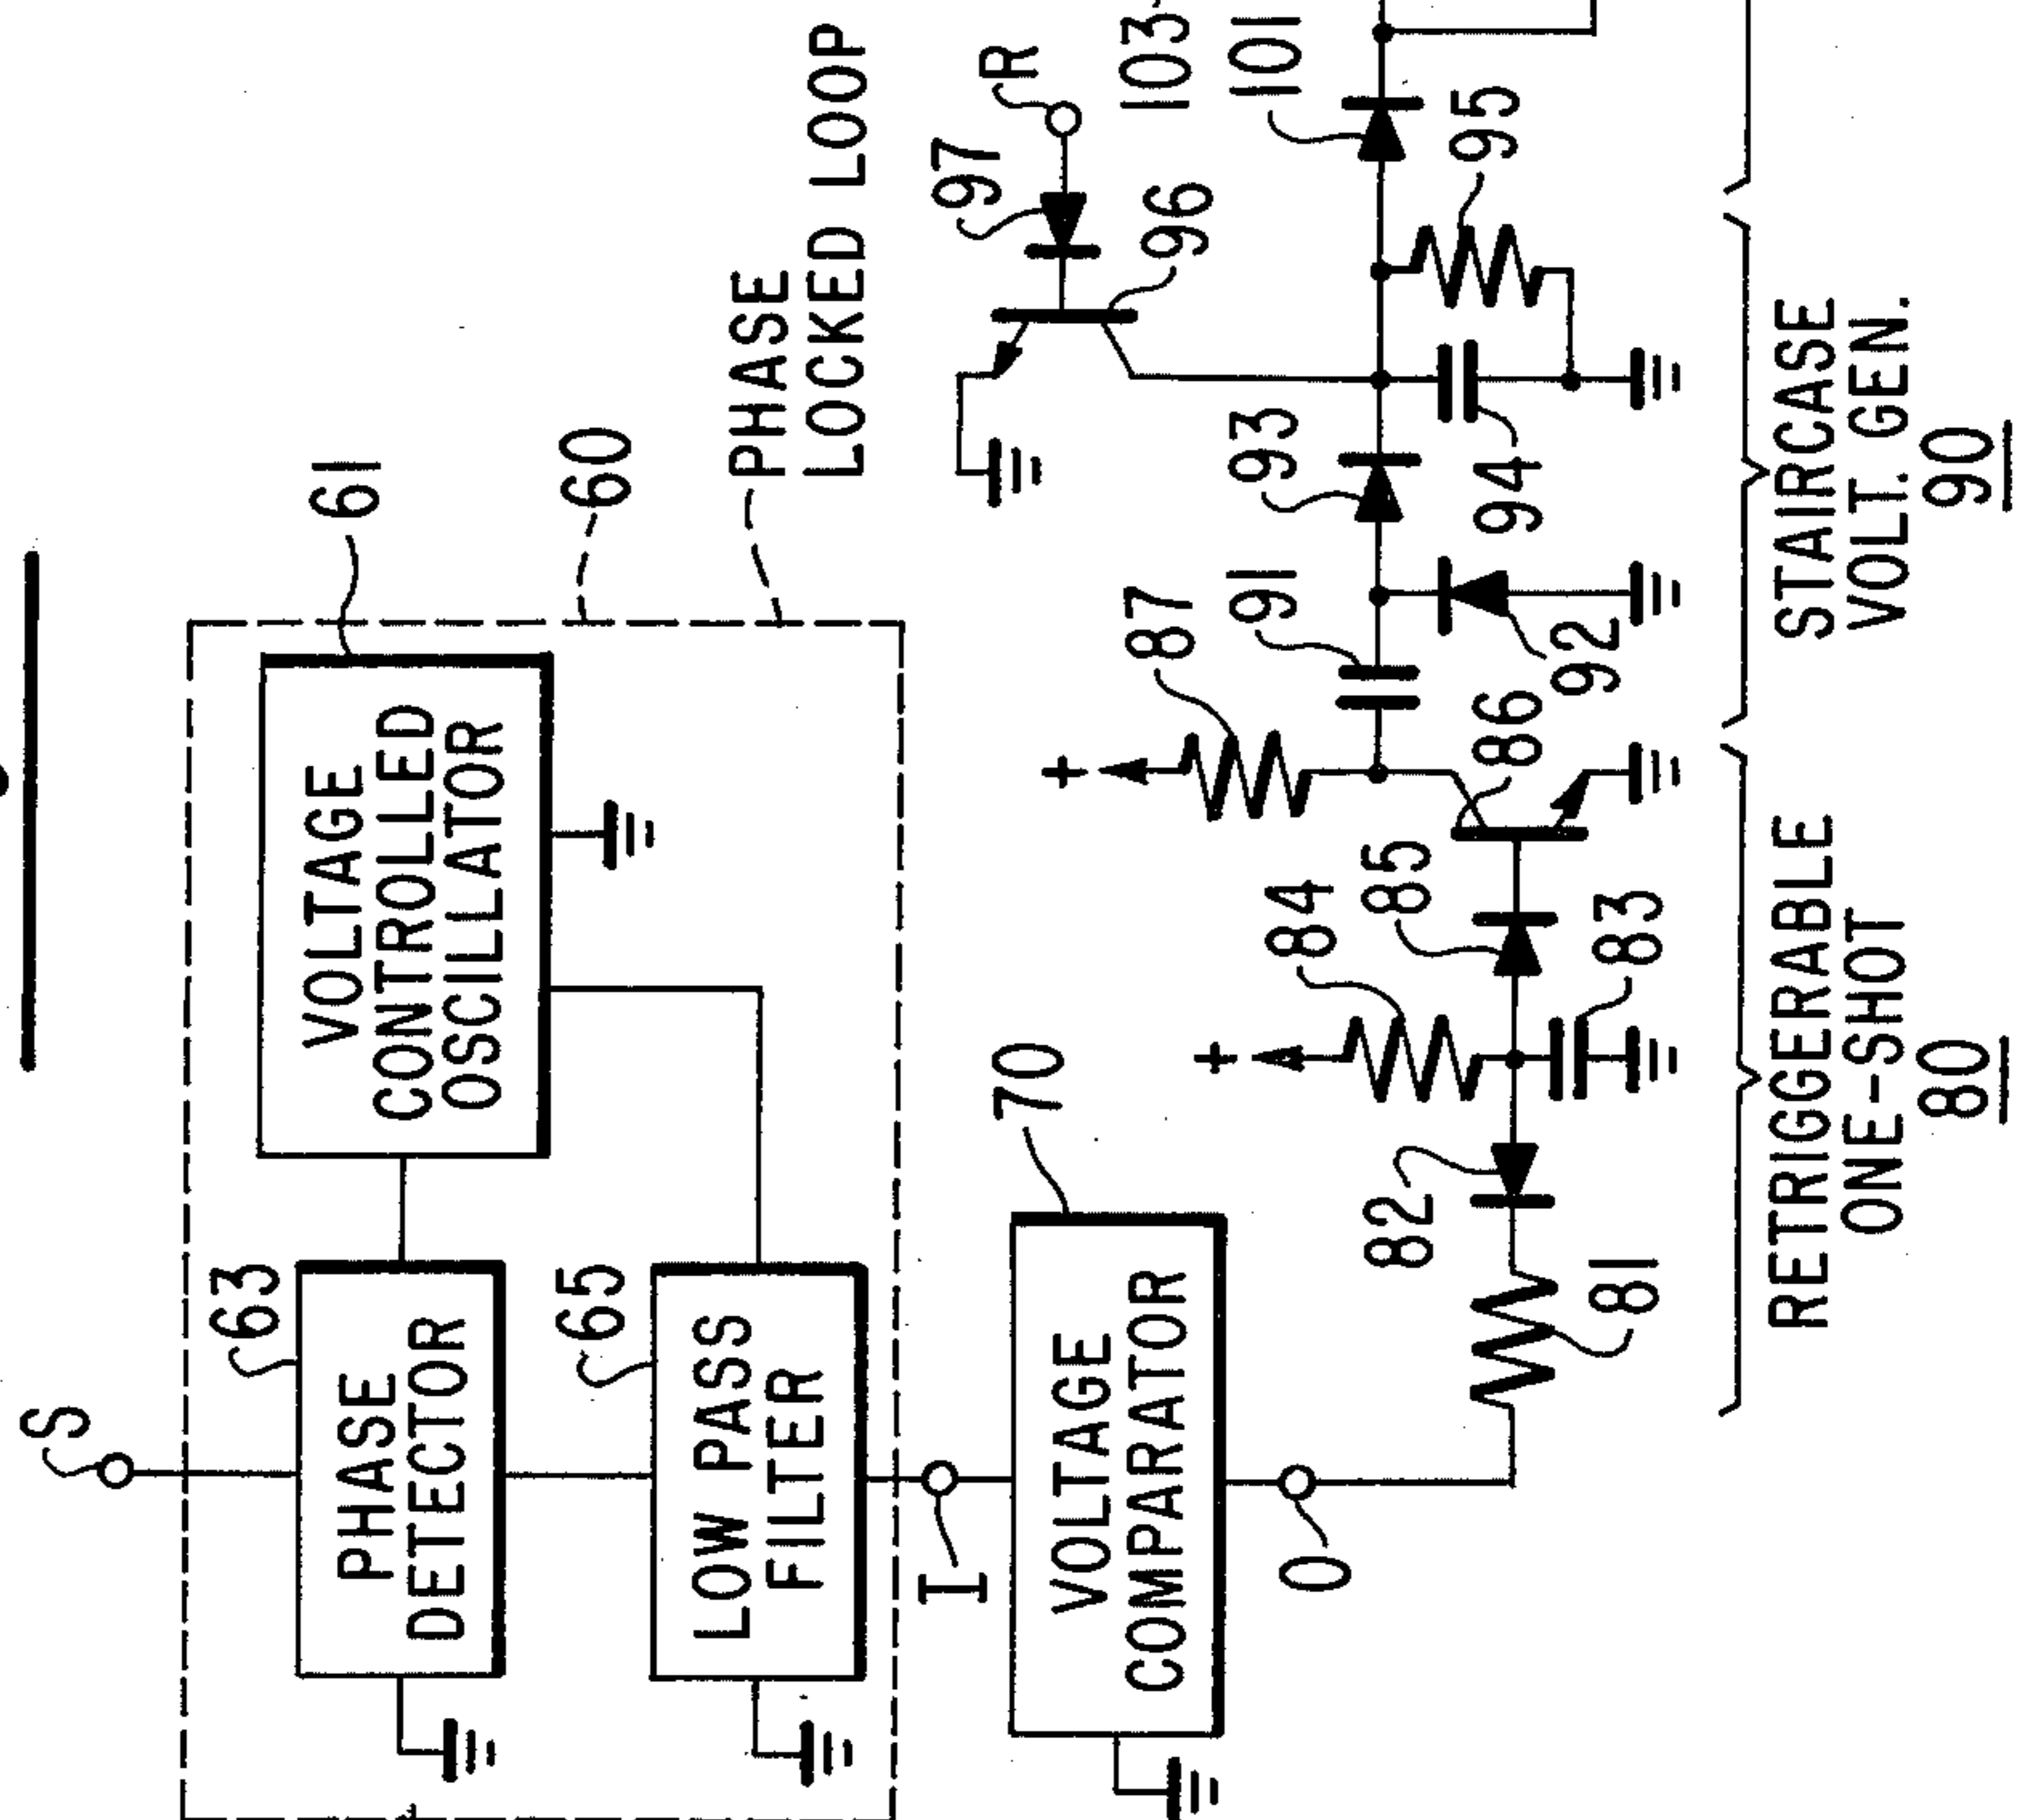 S
63
PHASE
DETECTOR
61
VOLTAGE
CONTROLLED
OSCILLATOR
65
LOW PASS
FILTER
60
PHASE
LOCKED LOOP
I
70
VOLTAGE
COMPARATOR
O
97
R
96
103
101
87
91
93
95
84
85
86
94
82
92
81
83
RETRIGGERABLE
ONE-SHOT
80
STAIRCASE
VOLT. GEN.
90